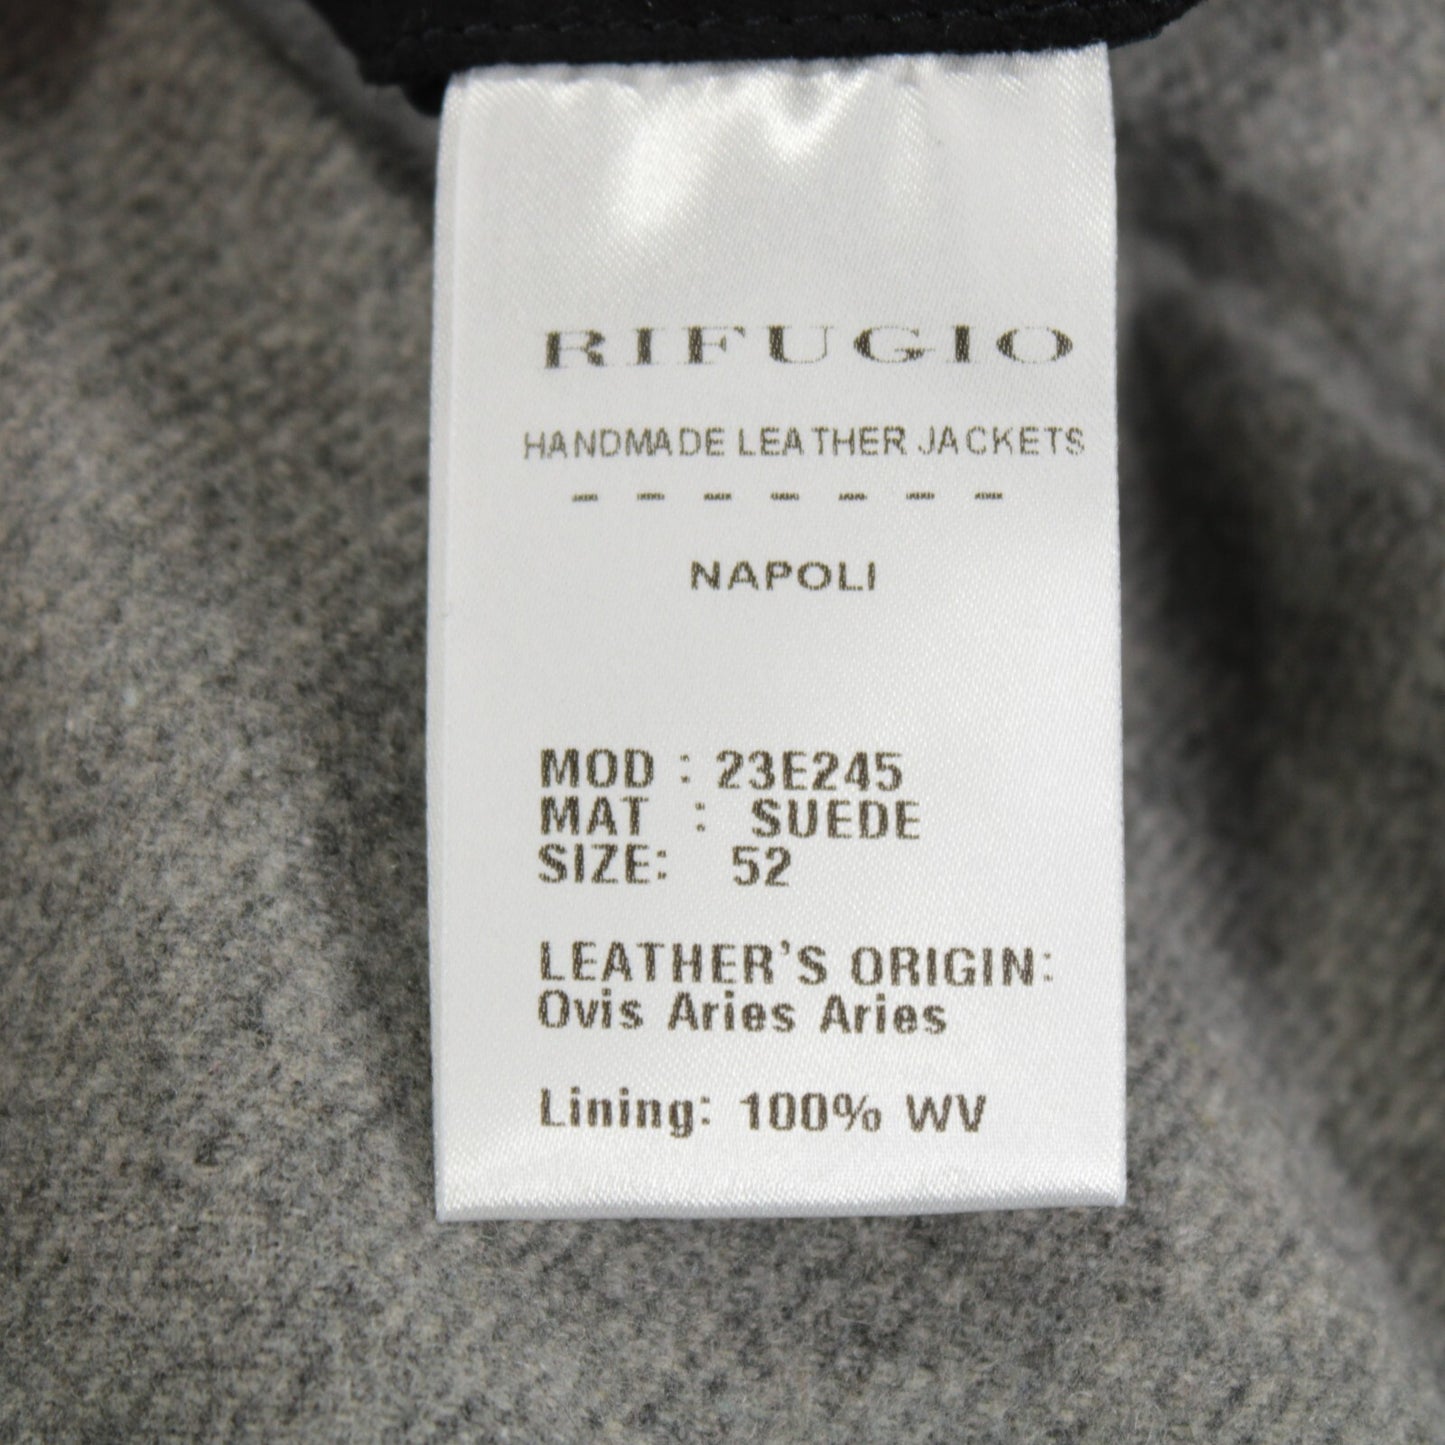 RIFUGIO
HANDMADE LEATHER JACKETS
- - - - - - -
NAPOLI
MOD : 23E245
MAT : SUEDE
SIZE: 52
LEATHER'S ORIGIN:
Ovis Aries Aries
Lining: 100% WV